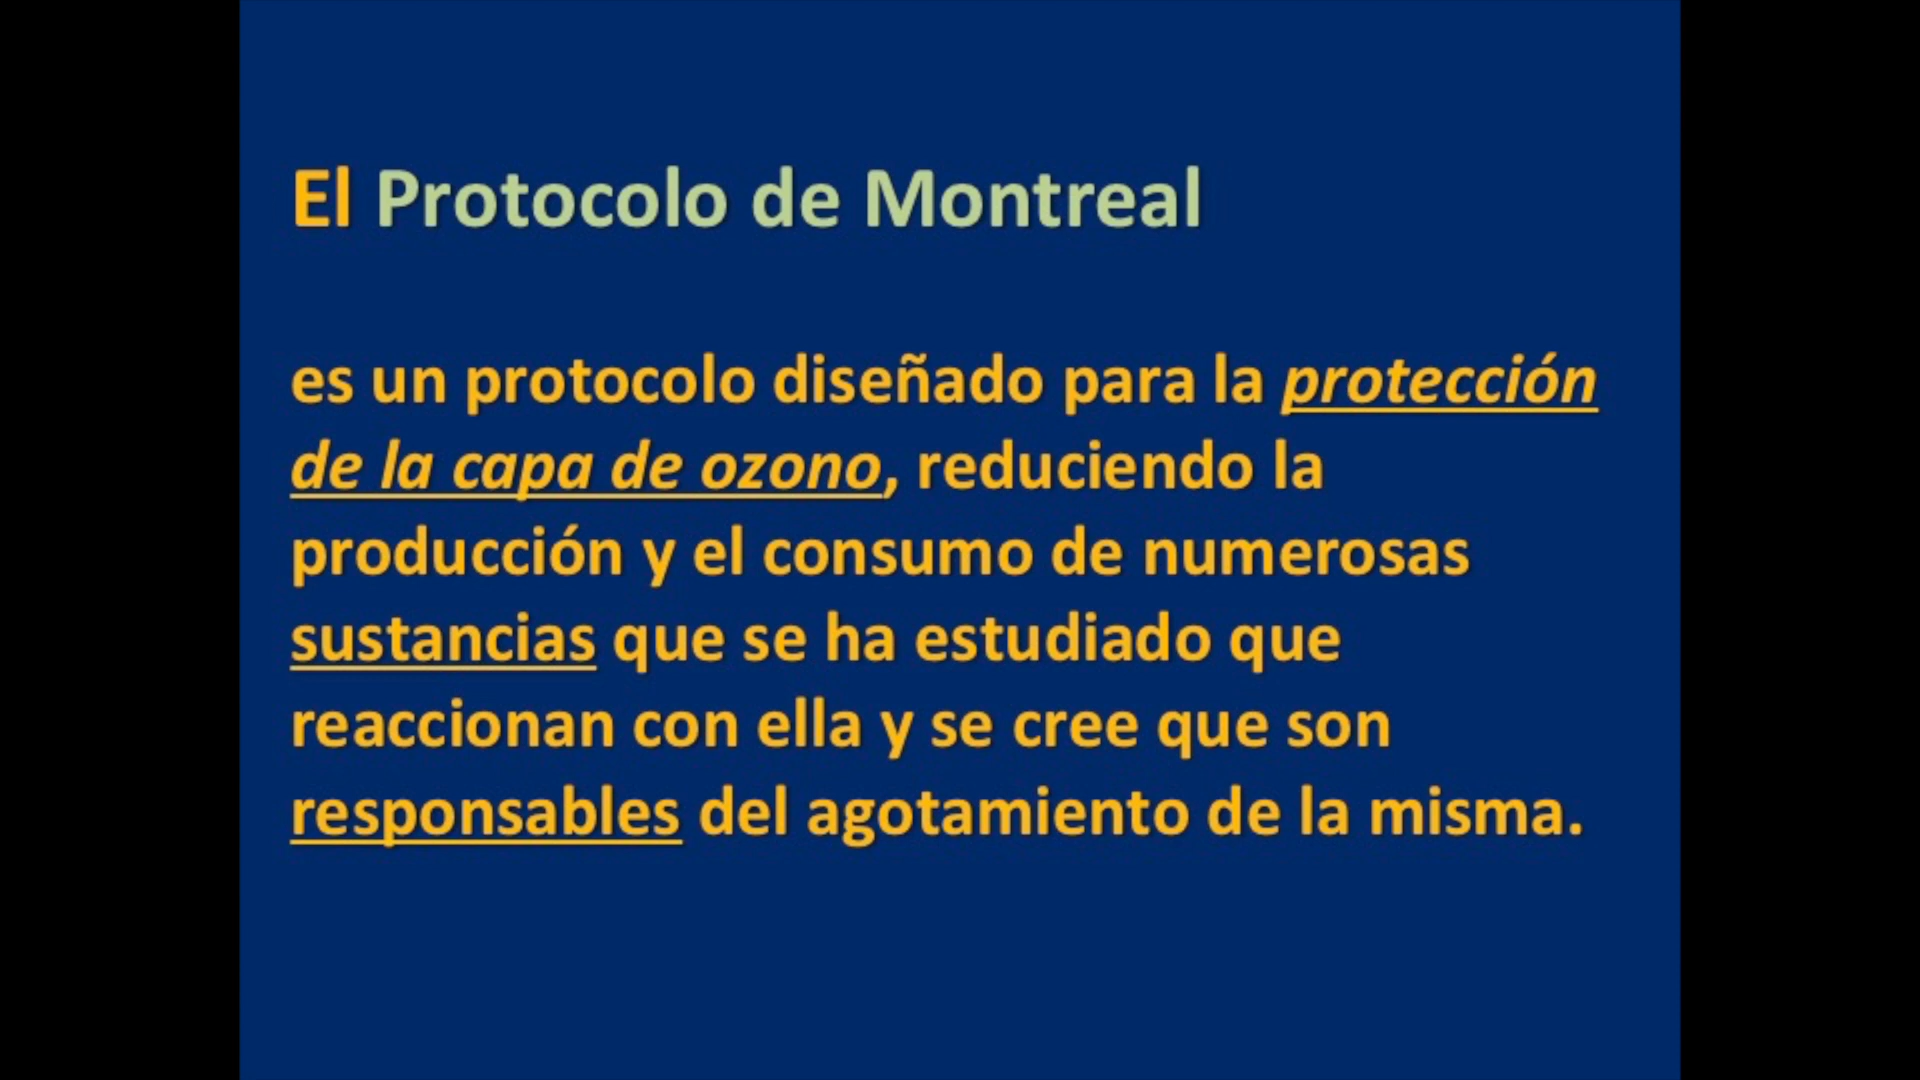 El Protocolo de Montreal
es un protocolo diseñado para la protección
de la capa de ozono, reduciendo la
producción y el consumo de numerosas
sustancias que se ha estudiado que
reaccionan con ella y se cree que son
responsables del agotamiento de la misma.